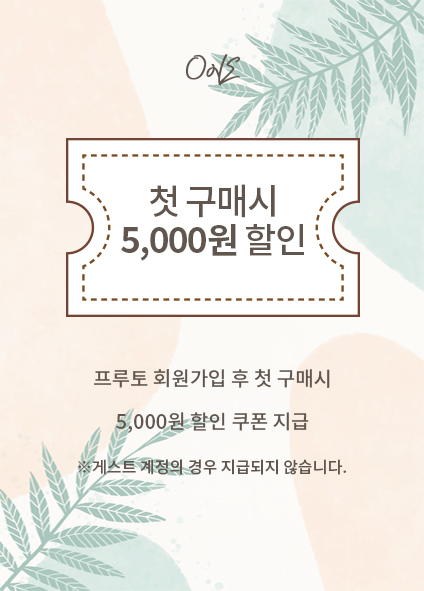 첫 구매시
5,000원 할인
프루토 회원가입 후 첫 구매시
5,000원 할인 쿠폰 지급
※게스트 계정의 경우 지급되지 않습니다.